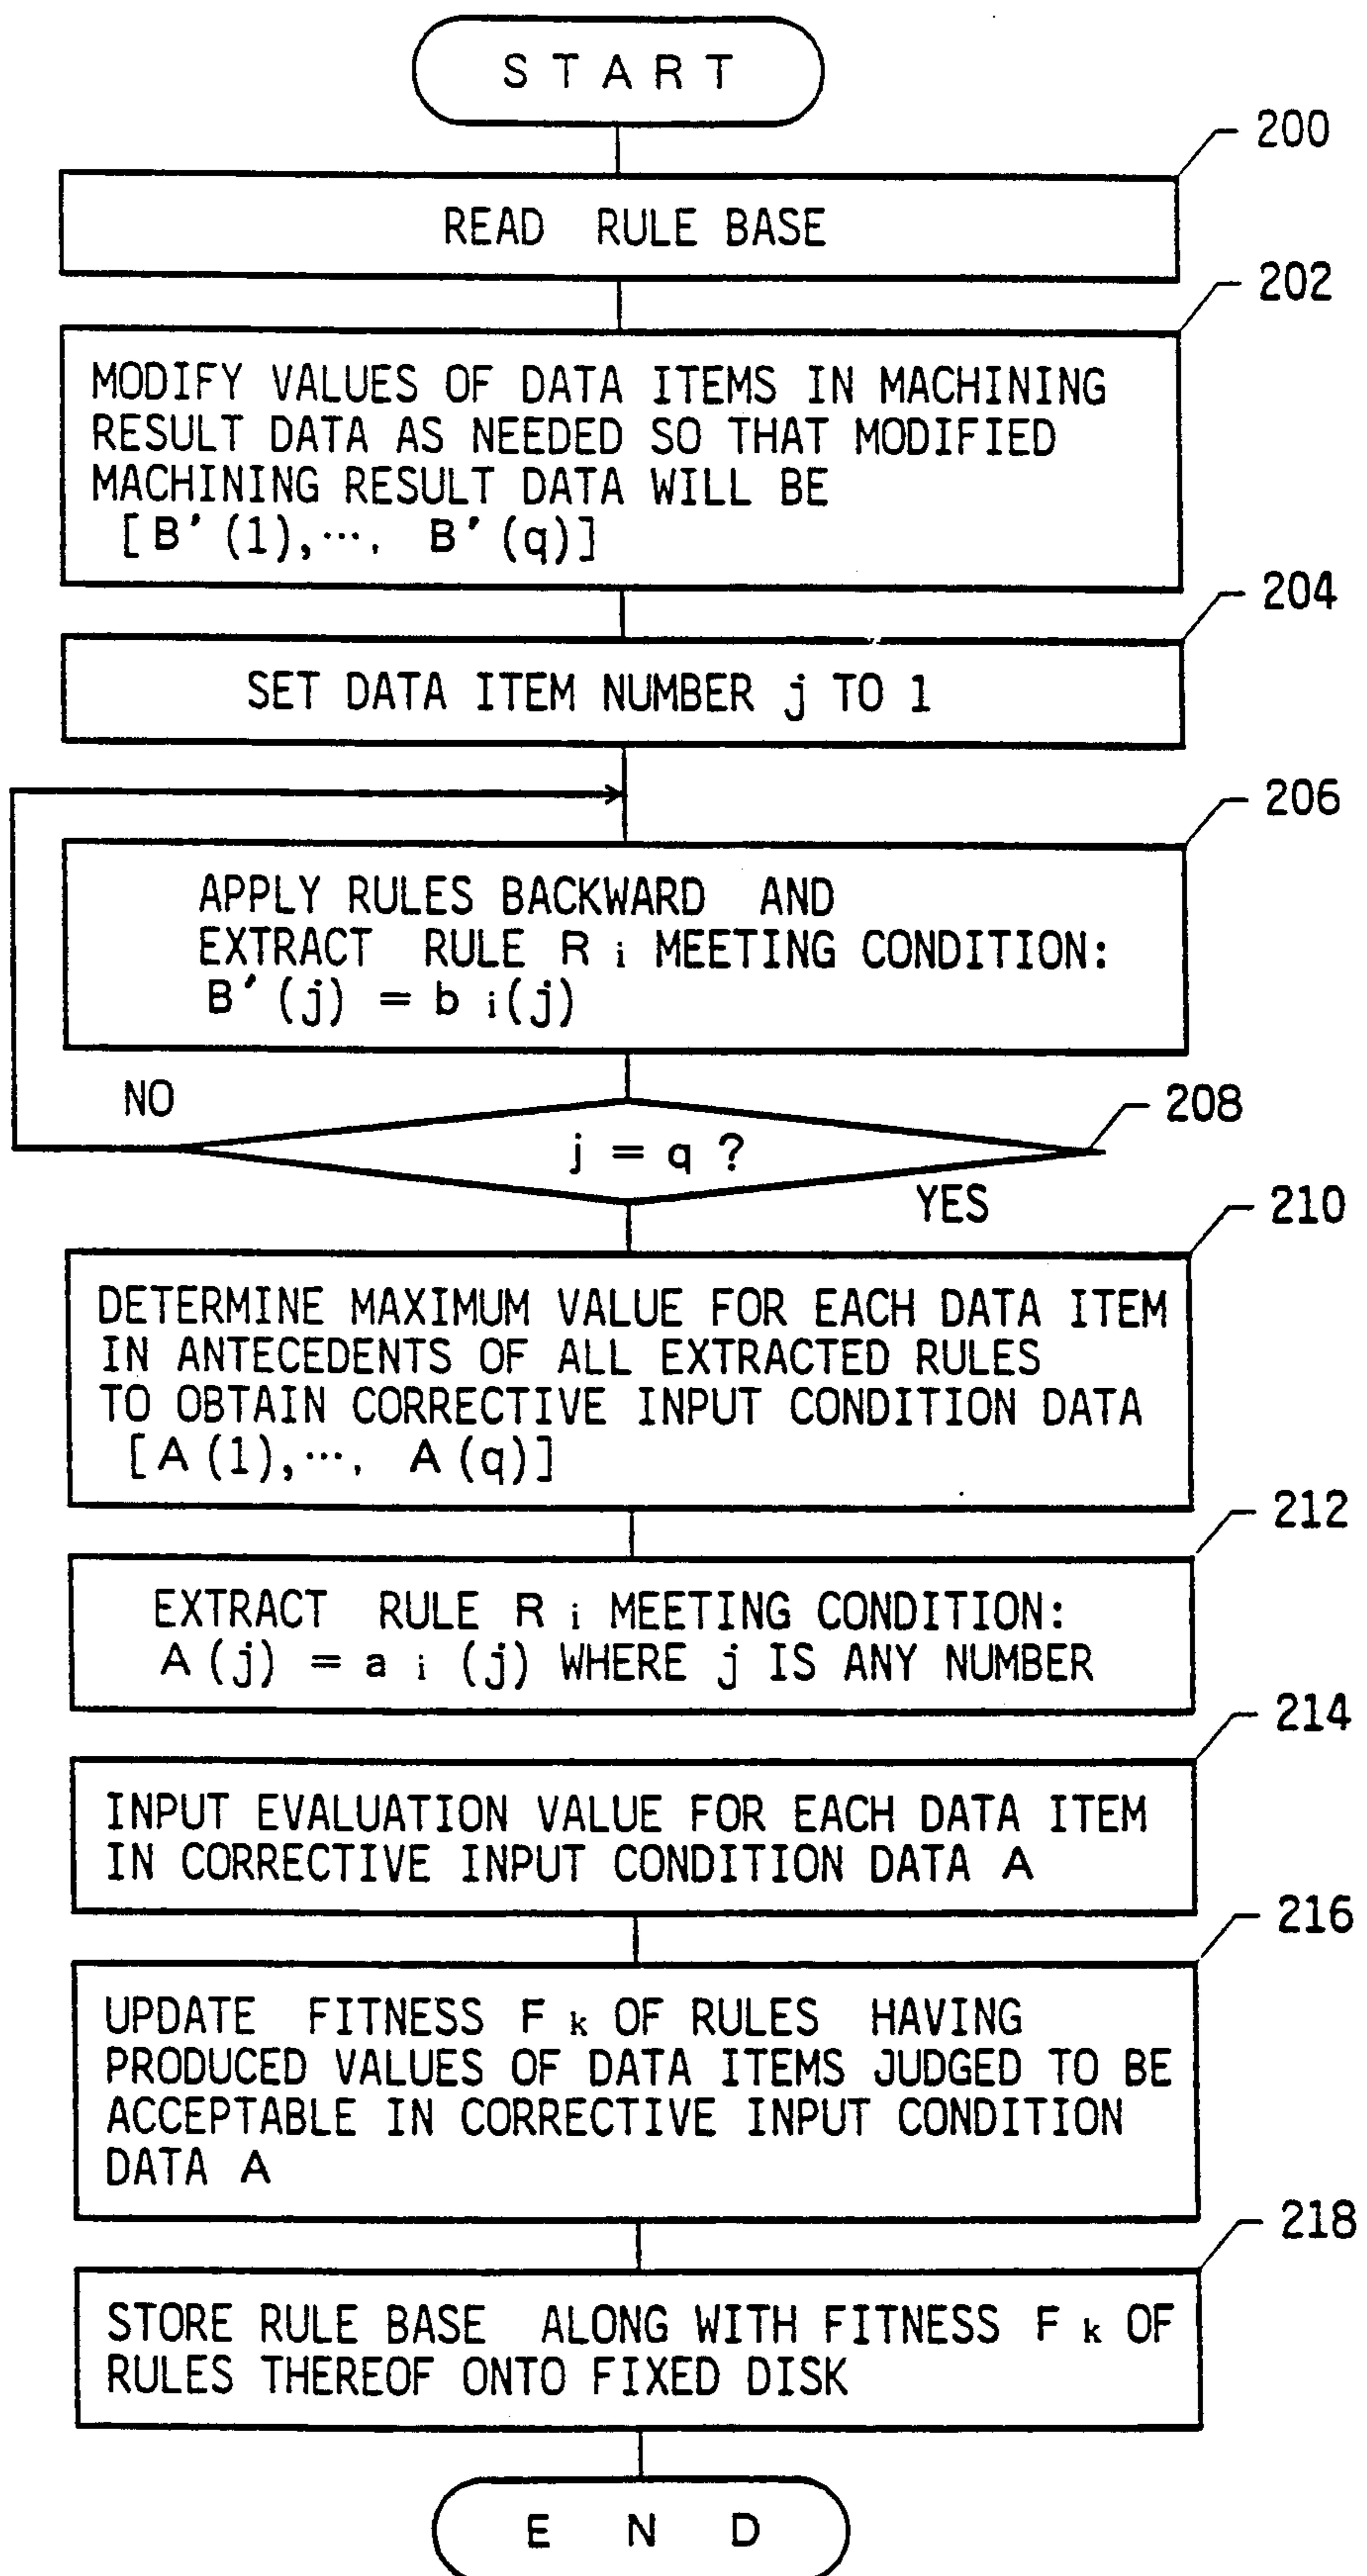 START
200
READ RULE BASE
202
MODIFY VALUES OF DATA ITEMS IN MACHINING
RESULT DATA AS NEEDED SO THAT MODIFIED
MACHINING RESULT DATA WILL BE
[B′(1),…, B′(q)]
204
SET DATA ITEM NUMBER j TO 1
206
APPLY RULES BACKWARD AND
EXTRACT RULE R i MEETING CONDITION:
B′(j) = b i(j)
NO
208
j = q ?
YES
210
DETERMINE MAXIMUM VALUE FOR EACH DATA ITEM
IN ANTECEDENTS OF ALL EXTRACTED RULES
TO OBTAIN CORRECTIVE INPUT CONDITION DATA
[A(1),…, A(q)]
212
EXTRACT RULE R i MEETING CONDITION:
A(j) = a i (j) WHERE j IS ANY NUMBER
214
INPUT EVALUATION VALUE FOR EACH DATA ITEM
IN CORRECTIVE INPUT CONDITION DATA A
216
UPDATE FITNESS F k OF RULES HAVING
PRODUCED VALUES OF DATA ITEMS JUDGED TO BE
ACCEPTABLE IN CORRECTIVE INPUT CONDITION
DATA A
218
STORE RULE BASE ALONG WITH FITNESS F k OF
RULES THEREOF ONTO FIXED DISK
END